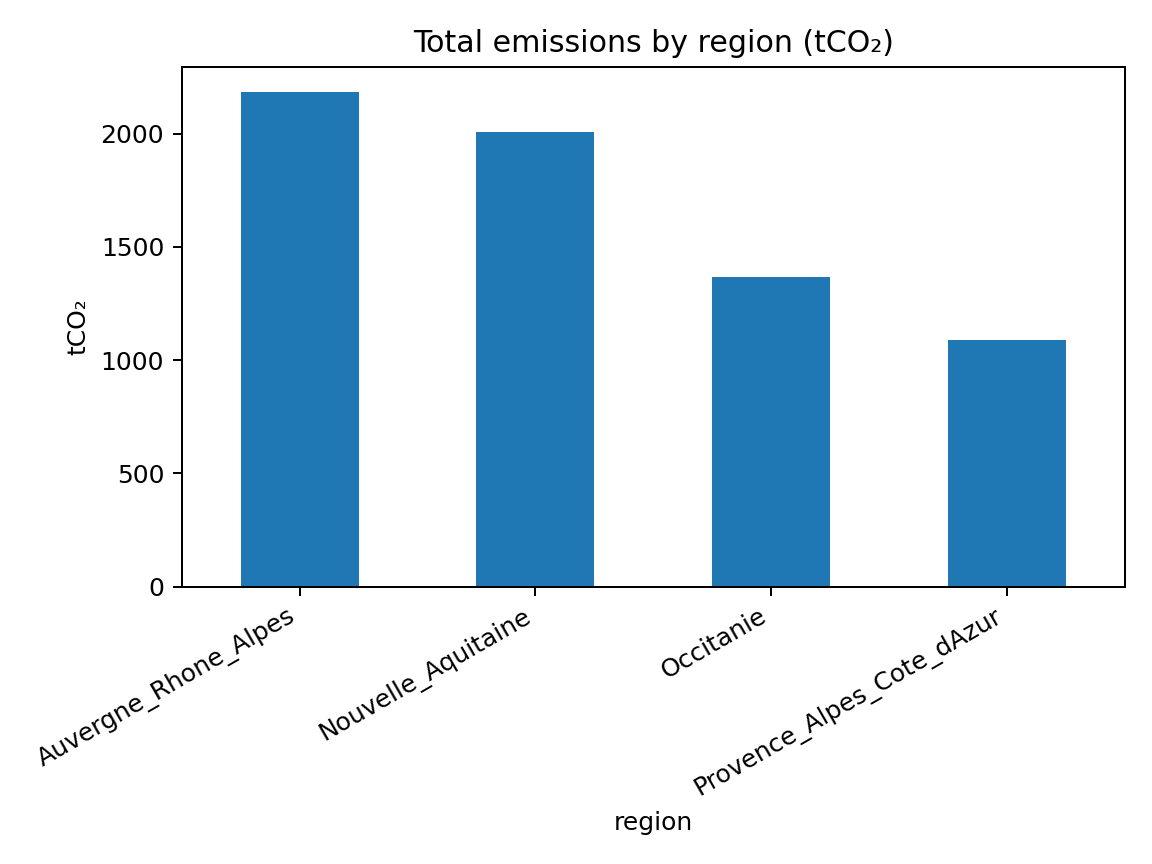 Total emissions by region (tCO₂)
tCO₂
2000
1500
1000
500
0
Auvergne_Rhone_Alpes
Nouvelle_Aquitaine
Occitanie
Provence_Alpes_Cote_dAzur
region